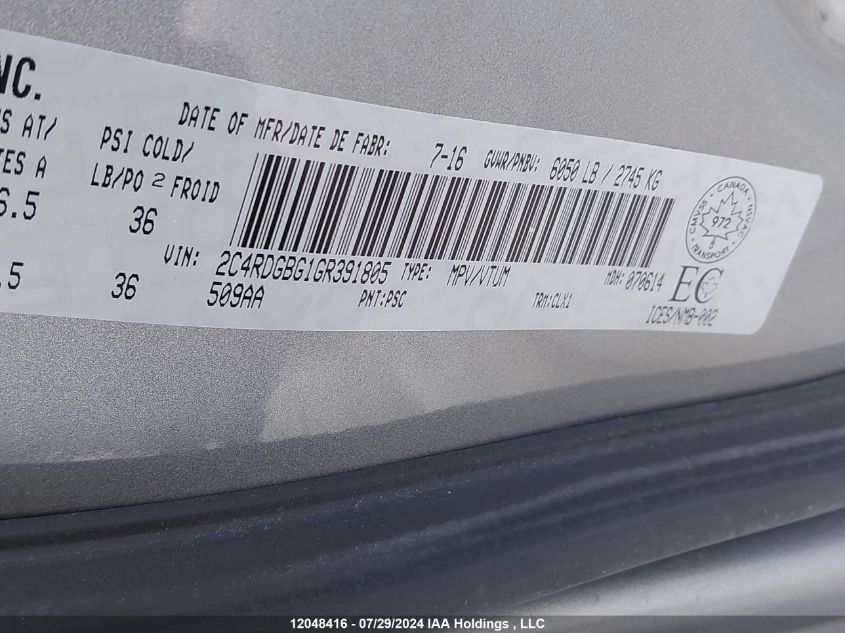 NC.
S AT/
TES A
6.5
.5
PSI COLD/
LB/PO 2 FROID
36
36
DATE OF MFR/DATE DE FABR: 7-16 GVWR/PNBV: 6050 LB / 2745 KG
VIN: 2C4RDGBG1GR391805 TYPE: MPV/VTUM MDH: 070614
509AA PNT:PSC TRM:CLX1
CMVSS CANADA NSVAC
972
EC
ICES/NMB-002
12048416 - 07/29/2024 IAA Holdings , LLC